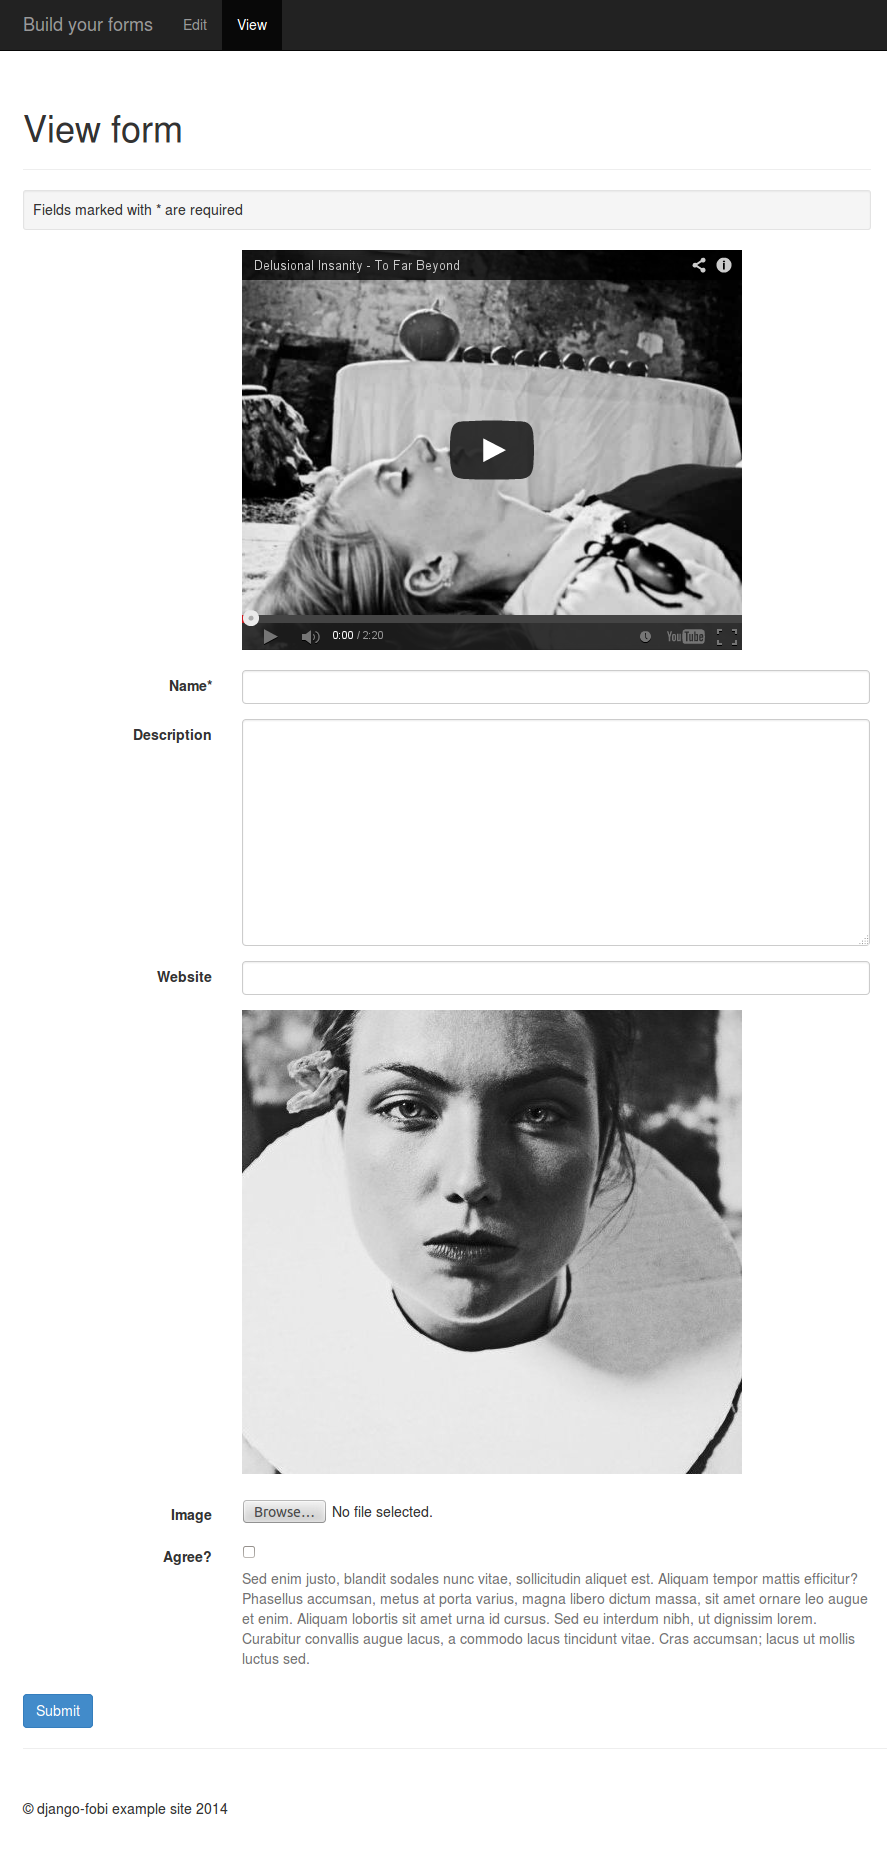 Build your forms Edit View
View form
Fields marked with * are required
Delusional Insanity - To Far Beyond
0:00 / 2:20 YouTube
Name*
Description
Website
Image Browse... No file selected.
Agree?
Sed enim justo, blandit sodales nunc vitae, sollicitudin aliquet est. Aliquam tempor mattis efficitur?
Phasellus accumsan, metus at porta varius, magna libero dictum massa, sit amet ornare leo augue
et enim. Aliquam lobortis sit amet urna id cursus. Sed eu interdum nibh, ut dignissim lorem.
Curabitur convallis augue lacus, a commodo lacus tincidunt vitae. Cras accumsan; lacus ut mollis
luctus sed.
Submit
© django-fobi example site 2014